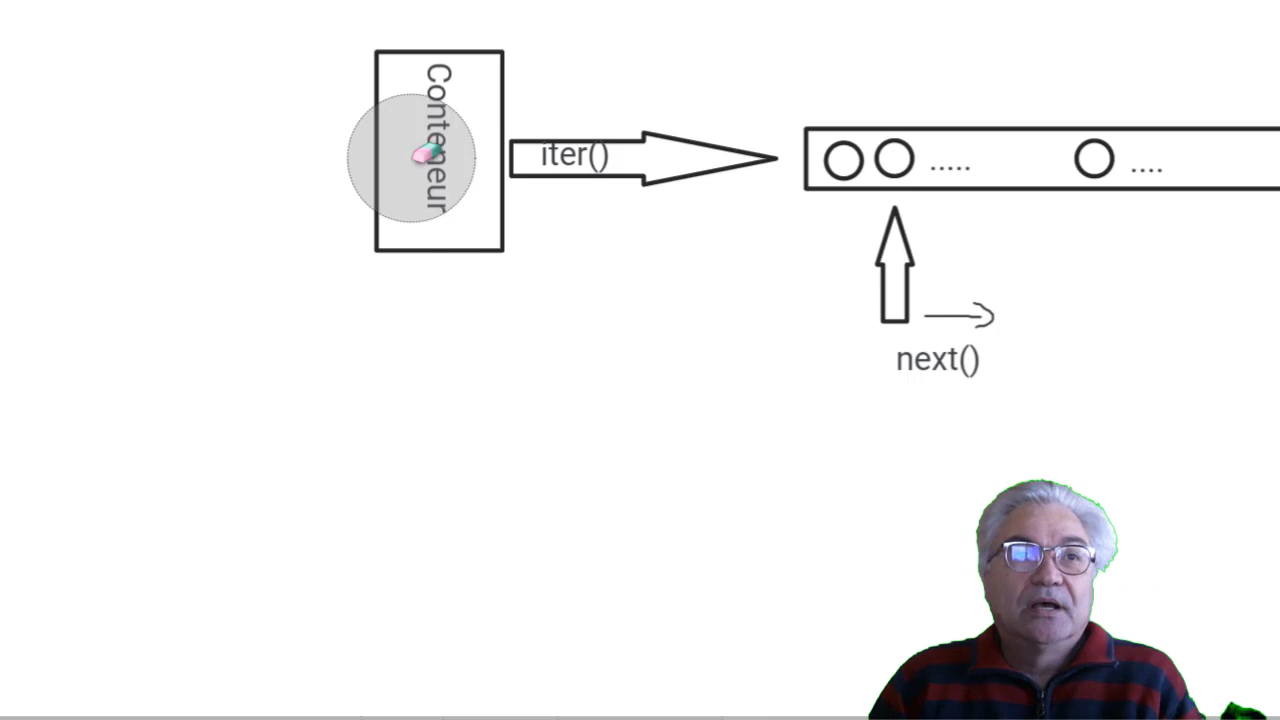 Conteneur
iter()
..... ....
next()